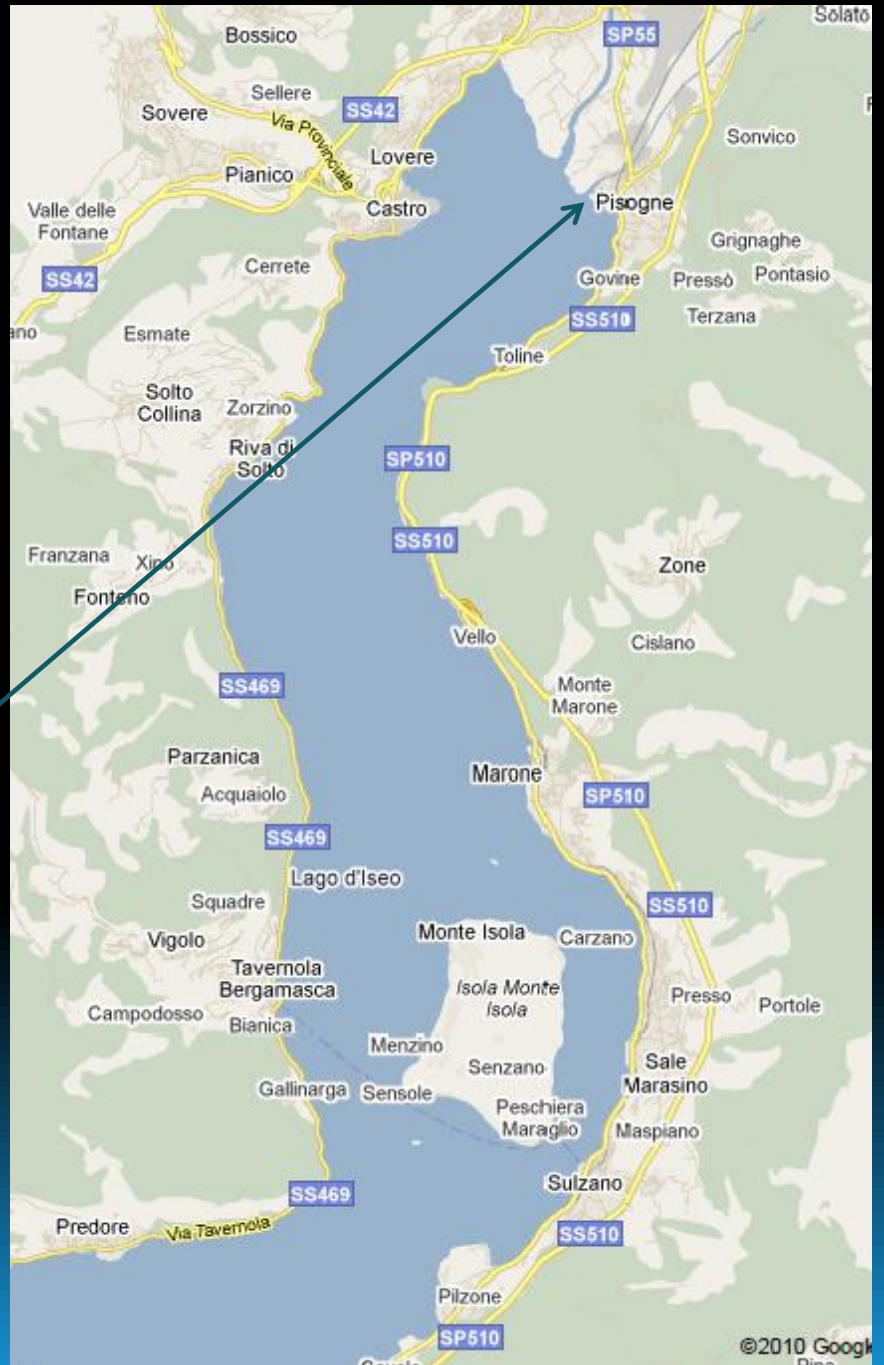 Solato
Bossico
SP55
Sellere
SS42
Sovere
Via Provinciale
Sonvico
Lovere
Pianico
Pisogne
Castro
Valle delle
Fontane
Grignaghe
Cerrete
Govine
Pressò
Pontasio
SS42
ano
SS510
Terzana
Esmate
Toline
Solto
Collina
Zorzino
Riva di
Solto
SP510
SS510
Franzana
Xino
Zone
Fonteno
Vello
Cislano
SS469
Monte
Marone
Parzanica
Marone
Acquaiolo
SP510
SS469
Lago d'Iseo
Squadre
SS510
Monte Isola
Carzano
Vigolo
Tavernola
Bergamasca
Isola Monte
Isola
Presso
Portole
Campodosso
Bianica
Menzino
Senzano
Sale
Marasino
Gallinarga
Sensole
Peschiera
Maraglio
Maspiano
Sulzano
SS469
Predore
Via Tavernola
SS510
Pilzone
SP510
©2010 Googl